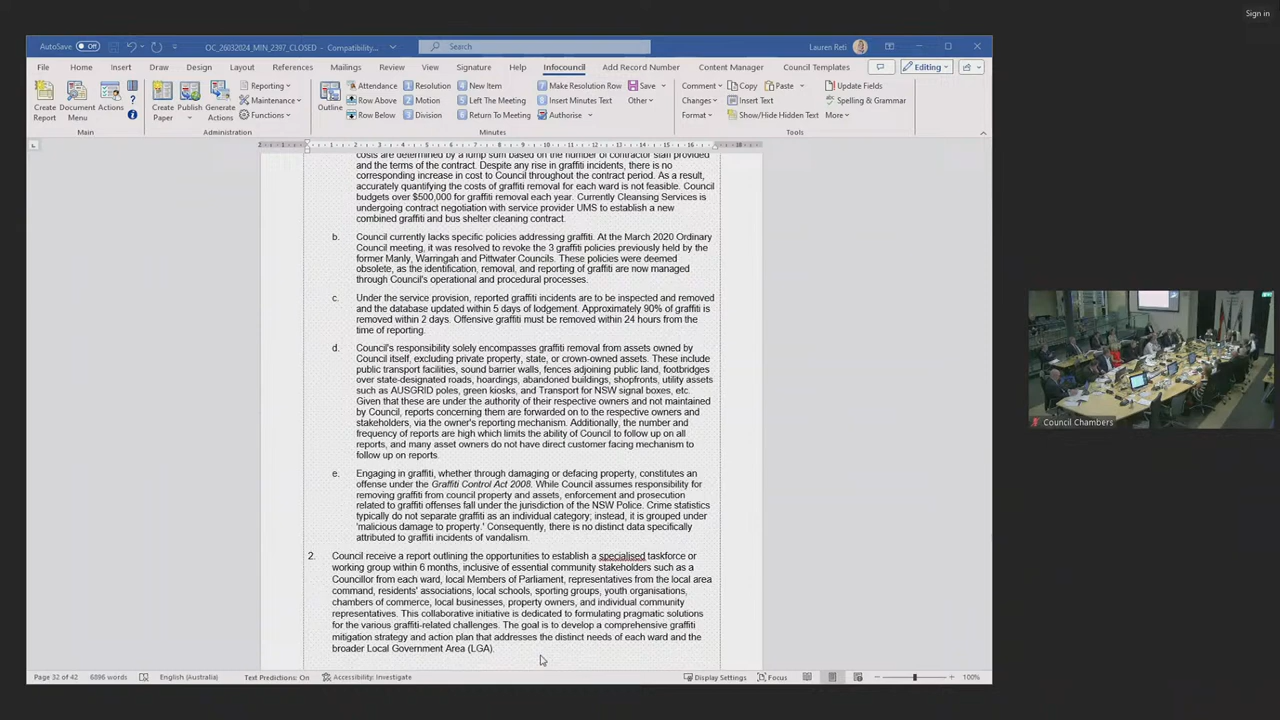 Sign in
AutoSave Off
OC_26032024_MIN_2397_CLOSED - Compatibility...
Search
Lauren Reti
File Home Insert Draw Design Layout References Mailings Review View Signature Help Infocouncil Add Record Number Content Manager Council Templates Editing
Create Report
Document Menu
Actions
Main
Create Paper
Publish Paper
Generate Actions
Reporting
Maintenance
Functions
Administration
Outline
Attendance
Row Above
Row Below
Resolution
Motion
Division
New Item
Left The Meeting
Return To Meeting
Make Resolution Row
Insert Minutes Text
Authorise
Save
Other
Minutes
Comment
Changes
Format
Copy
Paste
Insert Text
Show/Hide Hidden Text
Update Fields
Spelling & Grammar
More
Tools
costs are determined by a lump sum based on the number of contractor staff provided
and the terms of the contract. Despite any rise in graffiti incidents, there is no
corresponding increase in cost to Council throughout the contract period. As a result,
accurately quantifying the costs of graffiti removal for each ward is not feasible. Council
budgets over $500,000 for graffiti removal each year. Currently Cleansing Services is
undergoing contract negotiation with service provider UMS to establish a new
combined graffiti and bus shelter cleaning contract.
b. Council currently lacks specific policies addressing graffiti. At the March 2020 Ordinary
Council meeting, it was resolved to revoke the 3 graffiti policies previously held by the
former Manly, Warringah and Pittwater Councils. These policies were deemed
obsolete, as the identification, removal, and reporting of graffiti are now managed
through Council's operational and procedural processes.
c. Under the service provision, reported graffiti incidents are to be inspected and removed
and the database updated within 5 days of lodgement. Approximately 90% of graffiti is
removed within 2 days. Offensive graffiti must be removed within 24 hours from the
time of reporting.
d. Council's responsibility solely encompasses graffiti removal from assets owned by
Council itself, excluding private property, state, or crown-owned assets. These include
public transport facilities, sound barrier walls, fences adjoining public land, footbridges
over state-designated roads, hoardings, abandoned buildings, shopfronts, utility assets
such as AUSGRID poles, green kiosks, and Transport for NSW signal boxes, etc.
Given that these are under the authority of their respective owners and not maintained
by Council, reports concerning them are forwarded on to the respective owners and
stakeholders, via the owner's reporting mechanism. Additionally, the number and
frequency of reports are high which limits the ability of Council to follow up on all
reports, and many asset owners do not have direct customer facing mechanism to
follow up on reports.
e. Engaging in graffiti, whether through damaging or defacing property, constitutes an
offense under the Graffiti Control Act 2008. While Council assumes responsibility for
removing graffiti from council property and assets, enforcement and prosecution
related to graffiti offenses fall under the jurisdiction of the NSW Police. Crime statistics
typically do not separate graffiti as an individual category; instead, it is grouped under
'malicious damage to property.' Consequently, there is no distinct data specifically
attributed to graffiti incidents of vandalism.
2. Council receive a report outlining the opportunities to establish a specialised taskforce or
working group within 6 months, inclusive of essential community stakeholders such as a
Councillor from each ward, local Members of Parliament, representatives from the local area
command, residents' associations, local schools, sporting groups, youth organisations,
chambers of commerce, local businesses, property owners, and individual community
representatives. This collaborative initiative is dedicated to formulating pragmatic solutions
for the various graffiti-related challenges. The goal is to develop a comprehensive graffiti
mitigation strategy and action plan that addresses the distinct needs of each ward and the
broader Local Government Area (LGA).
Council Chambers
Page 32 of 42 6896 words English (Australia) Text Predictions: On Accessibility: Investigate Display Settings Focus 100%